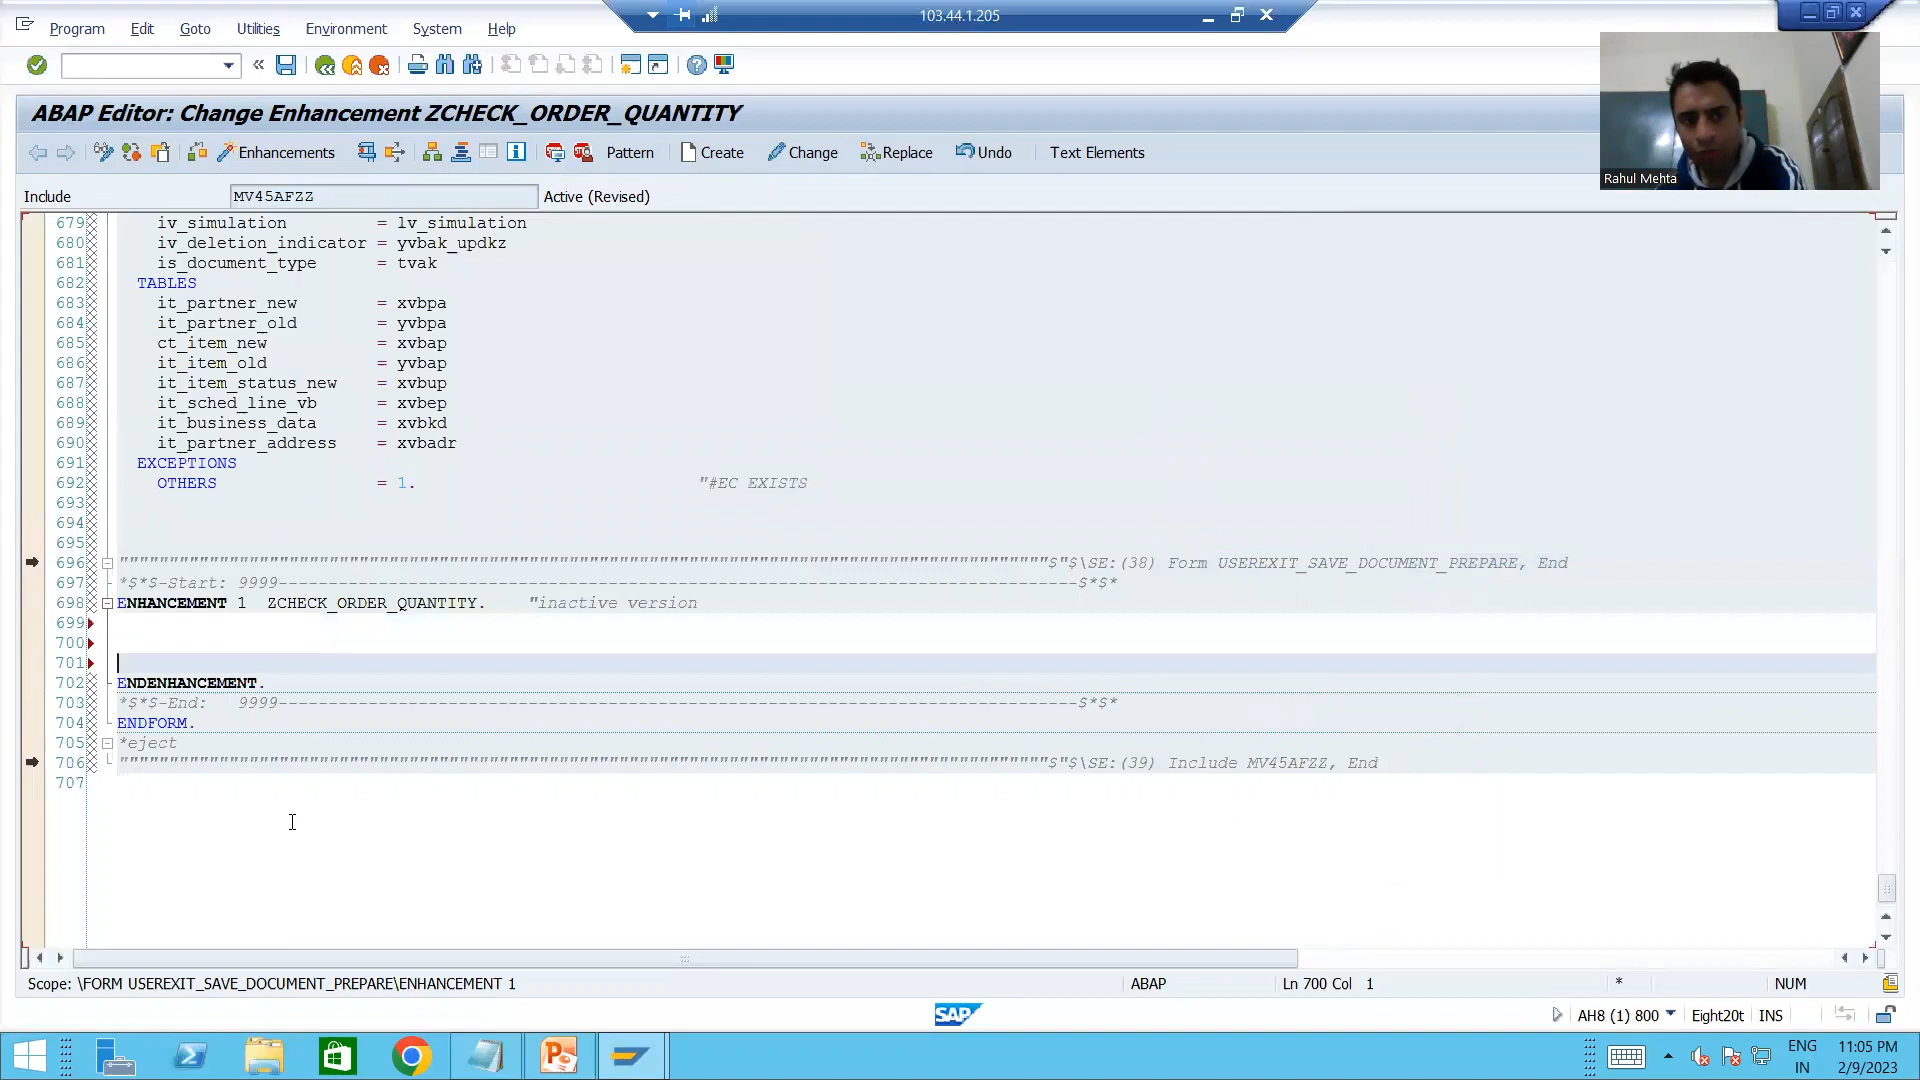 103.44.1.205
Program Edit Goto Utilities Environment System Help
ABAP Editor: Change Enhancement ZCHECK_ORDER_QUANTITY
Enhancements Pattern Create Change Replace Undo Text Elements
Rahul Mehta
Include MV45AFZZ Active (Revised)
679 iv_simulation = lv_simulation
680 iv_deletion_indicator = yvbak_updkz
681 is_document_type = tvak
682 TABLES
683 it_partner_new = xvbpa
684 it_partner_old = yvbpa
685 ct_item_new = xvbap
686 it_item_old = yvbap
687 it_item_status_new = xvbup
688 it_sched_line_vb = xvbep
689 it_business_data = xvbkd
690 it_partner_address = xvbadr
691 EXCEPTIONS
692 OTHERS = 1. "#EC EXISTS
693
694
695
696 """""""""""""""""""""""""""""""""""""""""""""""""""""""""""""""""""""""""""""""""""""""""""""$"$\SE:(38) Form USEREXIT_SAVE_DOCUMENT_PREPARE, End
697 *$*$-Start: 9999--------------------------------------------------------------------------------$*$*
698 ENHANCEMENT 1 ZCHECK_ORDER_QUANTITY. "inactive version
699
700
701
702 ENDENHANCEMENT.
703 *$*$-End: 9999--------------------------------------------------------------------------------$*$*
704 ENDFORM.
705 *eject
706 """""""""""""""""""""""""""""""""""""""""""""""""""""""""""""""""""""""""""""""""""""""""""""$"$\SE:(39) Include MV45AFZZ, End
707
Scope: \FORM USEREXIT_SAVE_DOCUMENT_PREPARE\ENHANCEMENT 1 ABAP Ln 700 Col 1 * NUM
SAP
AH8 (1) 800 Eight20t INS
ENG 11:05 PM
IN 2/9/2023